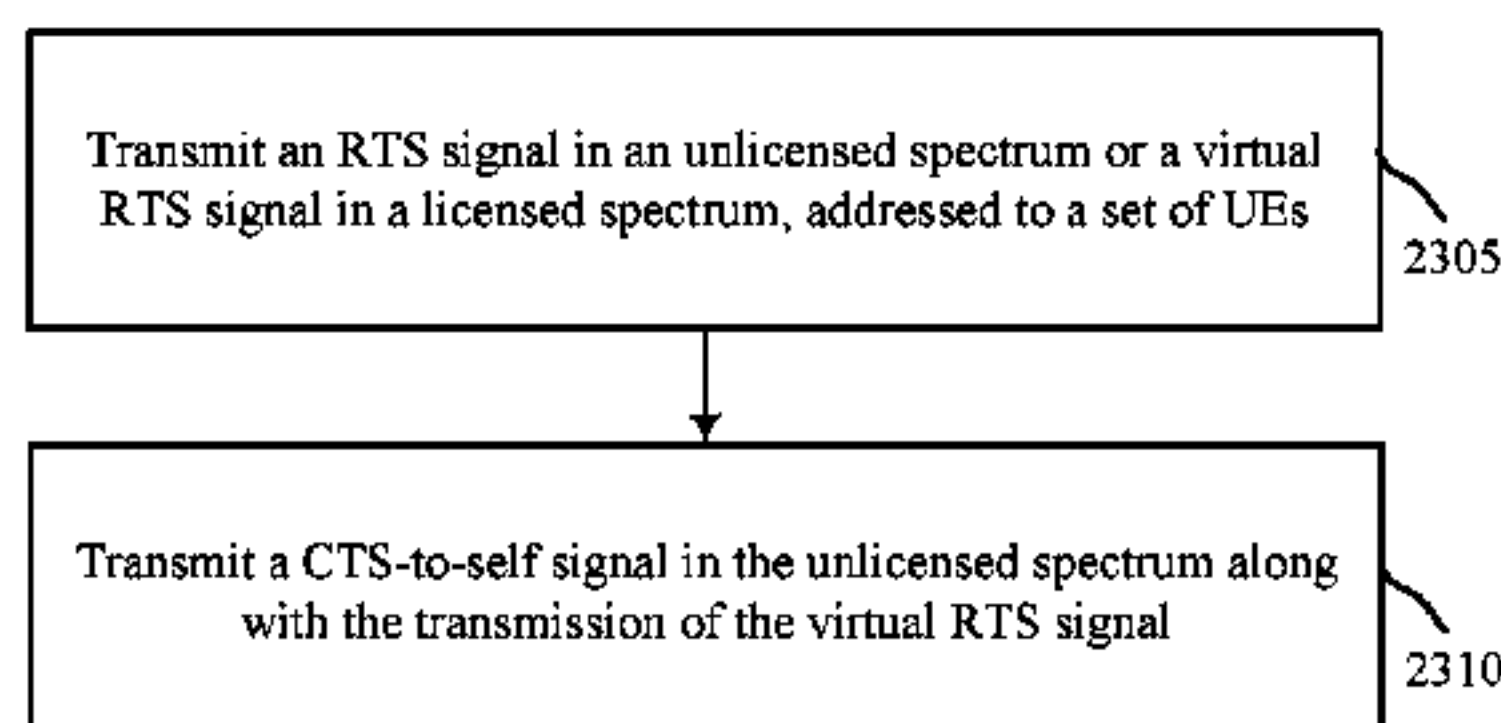 Transmit an RTS signal in an unlicensed spectrum or a virtual
RTS signal in a licensed spectrum, addressed to a set of UEs
2305
Transmit a CTS-to-self signal in the unlicensed spectrum along
with the transmission of the virtual RTS signal
2310